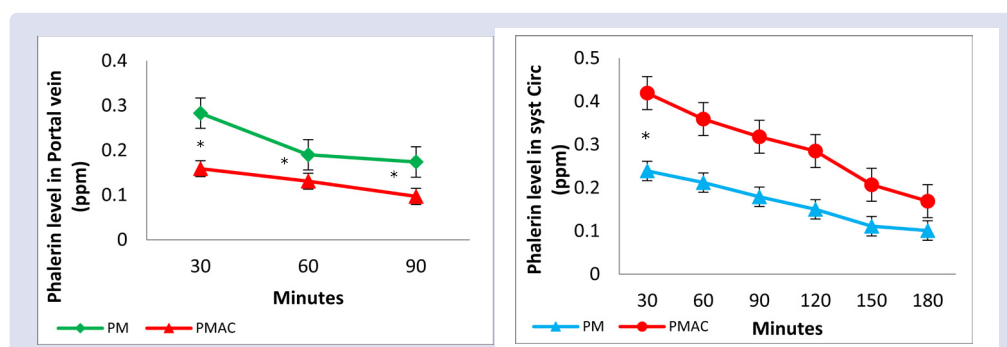 Phalerin level in Portal vein
(ppm)
0.4
0.3
0.2
0.1
0
*
*
*
30 60 90
Minutes
PM PMAC
Phalerin level in syst Circ
(ppm)
0.5
0.4
0.3
0.2
0.1
0
*
30 60 90 120 150 180
Minutes
PM PMAC